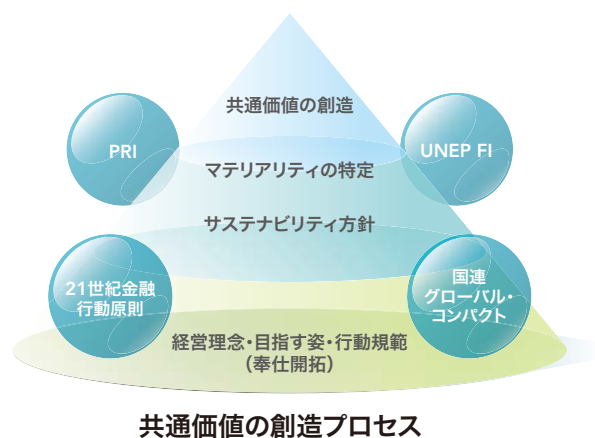 共通価値の創造
PRI
UNEP FI
マテリアリティの特定
サステナビリティ方針
21世紀金融
行動原則
国連
グローバル・
コンパクト
経営理念・目指す姿・行動規範
（奉仕開拓）
共通価値の創造プロセス